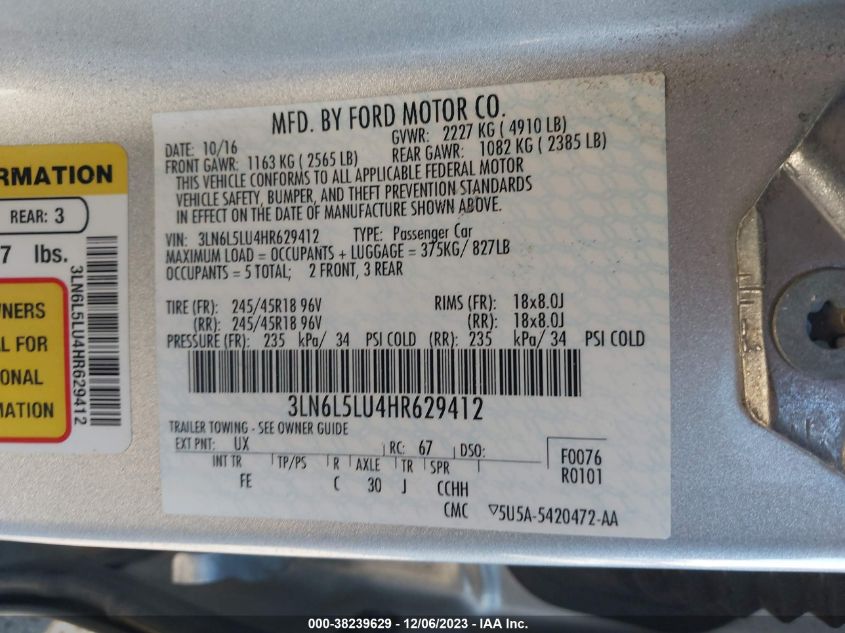 MFD. BY FORD MOTOR CO.
DATE: 10/16 GVWR: 2227 KG ( 4910 LB)
FRONT GAWR: 1163 KG ( 2565 LB) REAR GAWR: 1082 KG ( 2385 LB)
THIS VEHICLE CONFORMS TO ALL APPLICABLE FEDERAL MOTOR
VEHICLE SAFETY, BUMPER, AND THEFT PREVENTION STANDARDS
IN EFFECT ON THE DATE OF MANUFACTURE SHOWN ABOVE.
VIN: 3LN6L5LU4HR629412 TYPE: Passenger Car
MAXIMUM LOAD = OCCUPANTS + LUGGAGE = 375KG/ 827LB
OCCUPANTS = 5 TOTAL; 2 FRONT, 3 REAR
TIRE (FR): 245/45R18 96V RIMS (FR): 18x8.0J
(RR): 245/45R18 96V (RR): 18x8.0J
PRESSURE (FR): 235 kPa/ 34 PSI COLD (RR): 235 kPa/ 34 PSI COLD
3LN6L5LU4HR629412
TRAILER TOWING - SEE OWNER GUIDE
EXT PNT: UX RC: 67 DSO:
INT TR TP/PS R AXLE TR SPR
FE C 30 J CCHH
F0076
R0101
CMC ▽5U5A-5420472-AA
RMATION
REAR: 3
7 lbs.
WNERS
AL FOR
IONAL
MATION
3LN6L5LU4HR629412
000-38239629 - 12/06/2023 - IAA Inc.